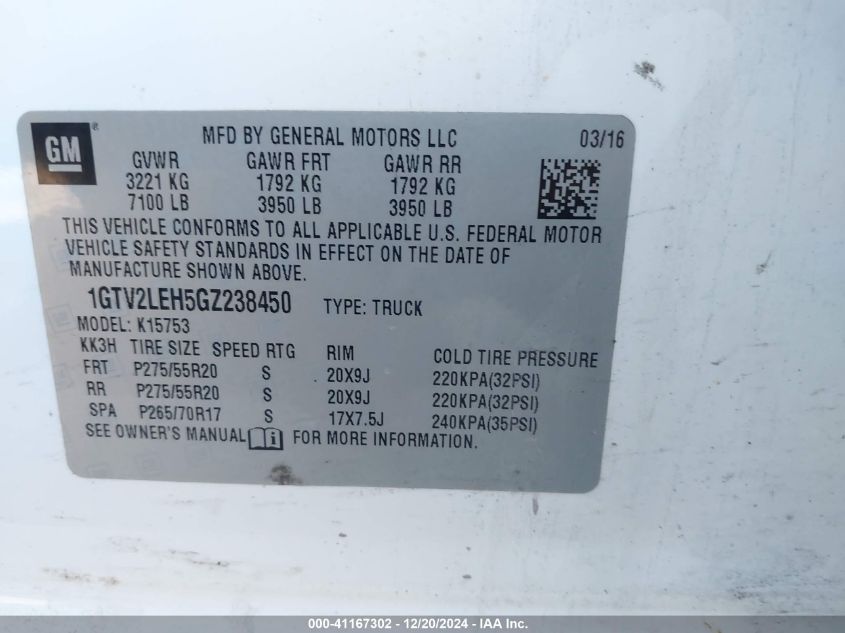 GM ® MFD BY GENERAL MOTORS LLC 03/16
GVWR GAWR FRT GAWR RR
3221 KG 1792 KG 1792 KG
7100 LB 3950 LB 3950 LB
THIS VEHICLE CONFORMS TO ALL APPLICABLE U.S. FEDERAL MOTOR
VEHICLE SAFETY STANDARDS IN EFFECT ON THE DATE OF
MANUFACTURE SHOWN ABOVE.
1GTV2LEH5GZ238450 TYPE: TRUCK
MODEL: K15753
KK3H TIRE SIZE SPEED RTG RIM COLD TIRE PRESSURE
FRT P275/55R20 S 20X9J 220KPA(32PSI)
RR P275/55R20 S 20X9J 220KPA(32PSI)
SPA P265/70R17 S 17X7.5J 240KPA(35PSI)
SEE OWNER'S MANUAL FOR MORE INFORMATION.
000-41167302 - 12/20/2024 - IAA Inc.